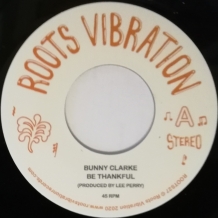 ROOTS VIBRATION
A
STEREO
BUNNY CLARKE
BE THANKFUL
(PRODUCED BY LEE PERRY)
45 RPM